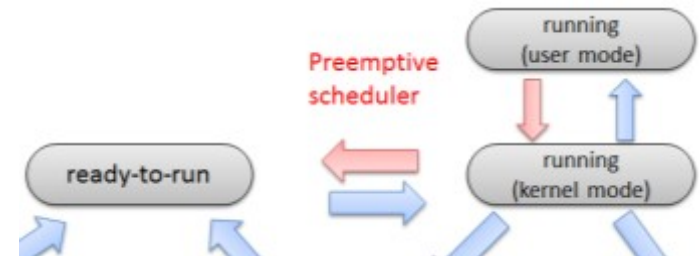 running
(user mode)
Preemptive
scheduler
ready-to-run
running
(kernel mode)